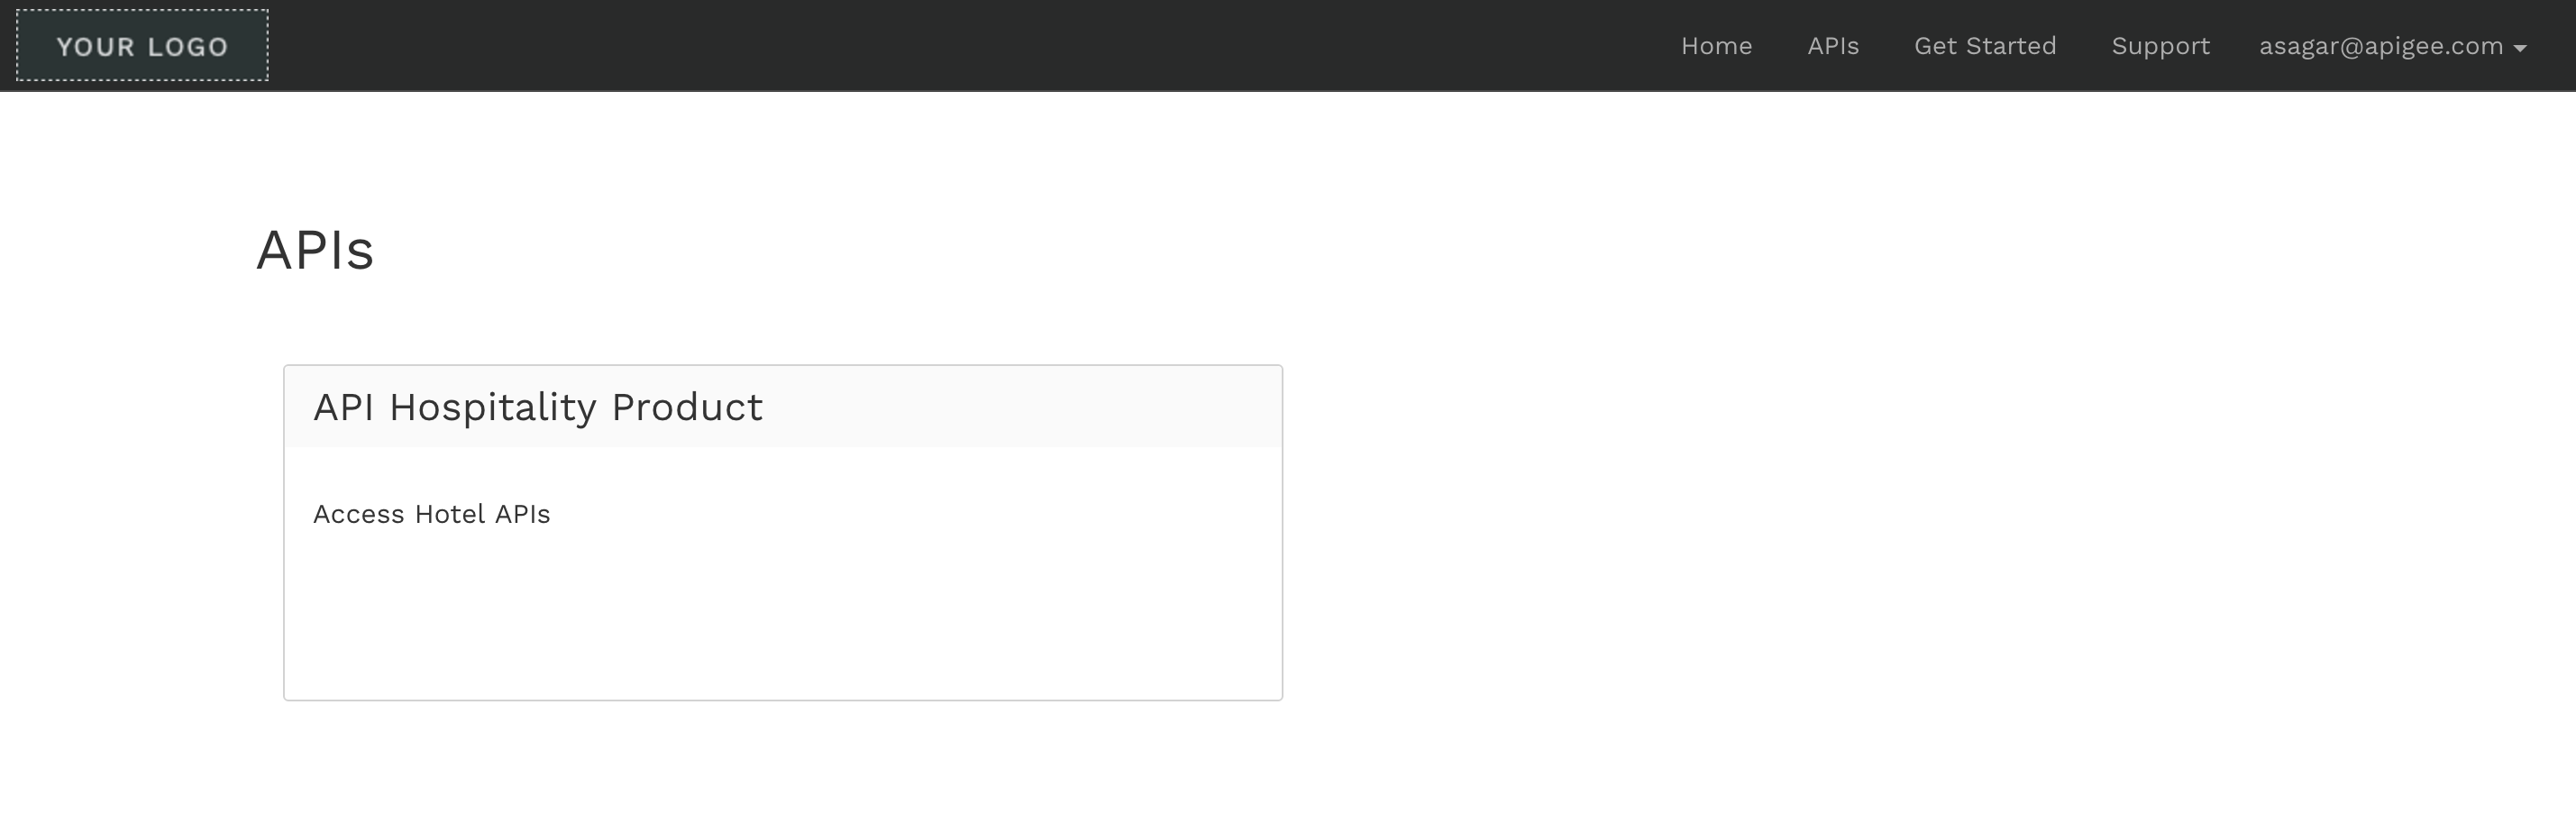 YOUR LOGO
Home APIs Get Started Support asagar@apigee.com
APIs
API Hospitality Product
Access Hotel APIs